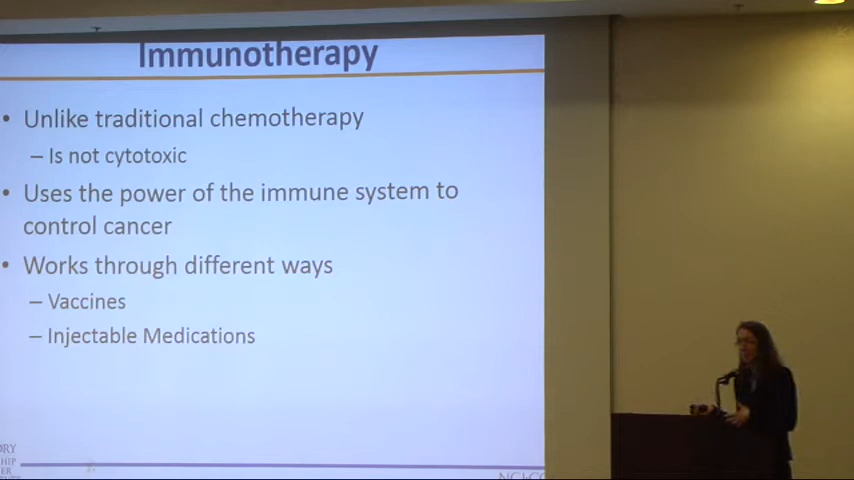 Immunotherapy
• Unlike traditional chemotherapy
– Is not cytotoxic
• Uses the power of the immune system to
control cancer
• Works through different ways
– Vaccines
– Injectable Medications